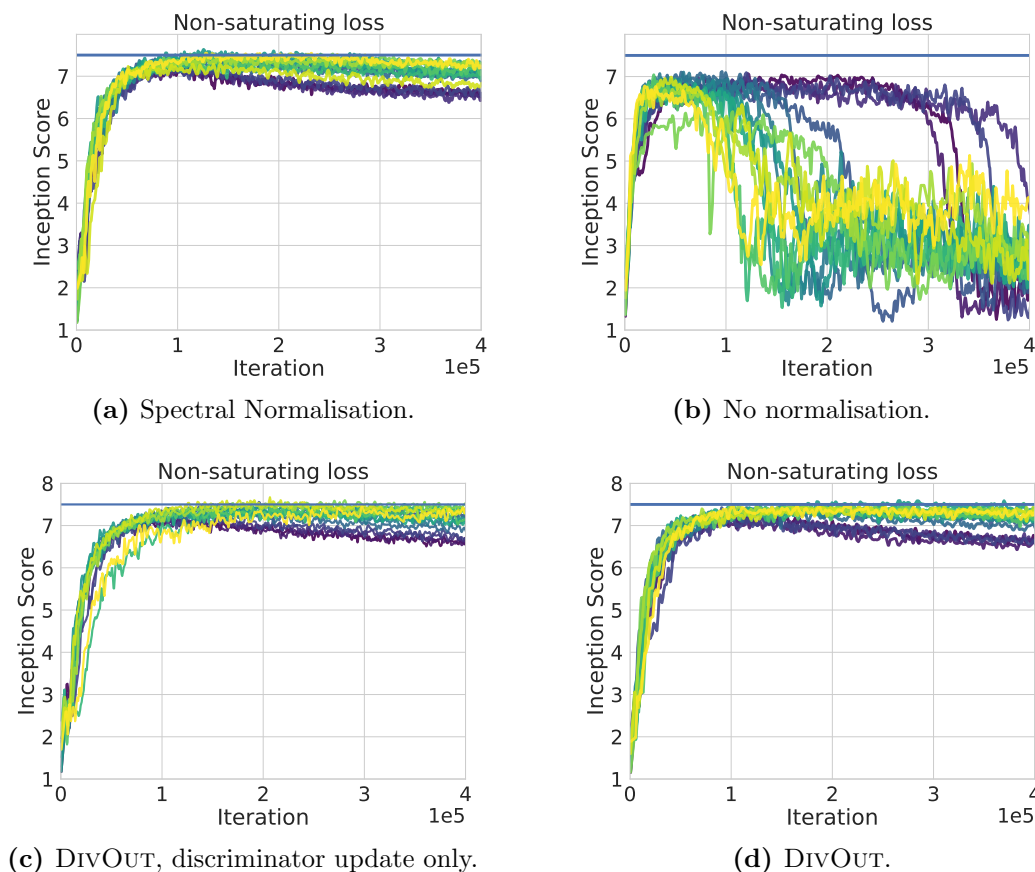 Non-saturating loss
Inception Score
7
6
5
4
3
2
1
0 1 2 3 4
Iteration 1e5
(a) Spectral Normalisation.
Non-saturating loss
Inception Score
7
6
5
4
3
2
1
0 1 2 3 4
Iteration 1e5
(b) No normalisation.
Non-saturating loss
Inception Score
8
7
6
5
4
3
2
1
0 1 2 3 4
Iteration 1e5
(c) DIVOUT, discriminator update only.
Non-saturating loss
Inception Score
8
7
6
5
4
3
2
1
0 1 2 3 4
Iteration 1e5
(d) DIVOUT.